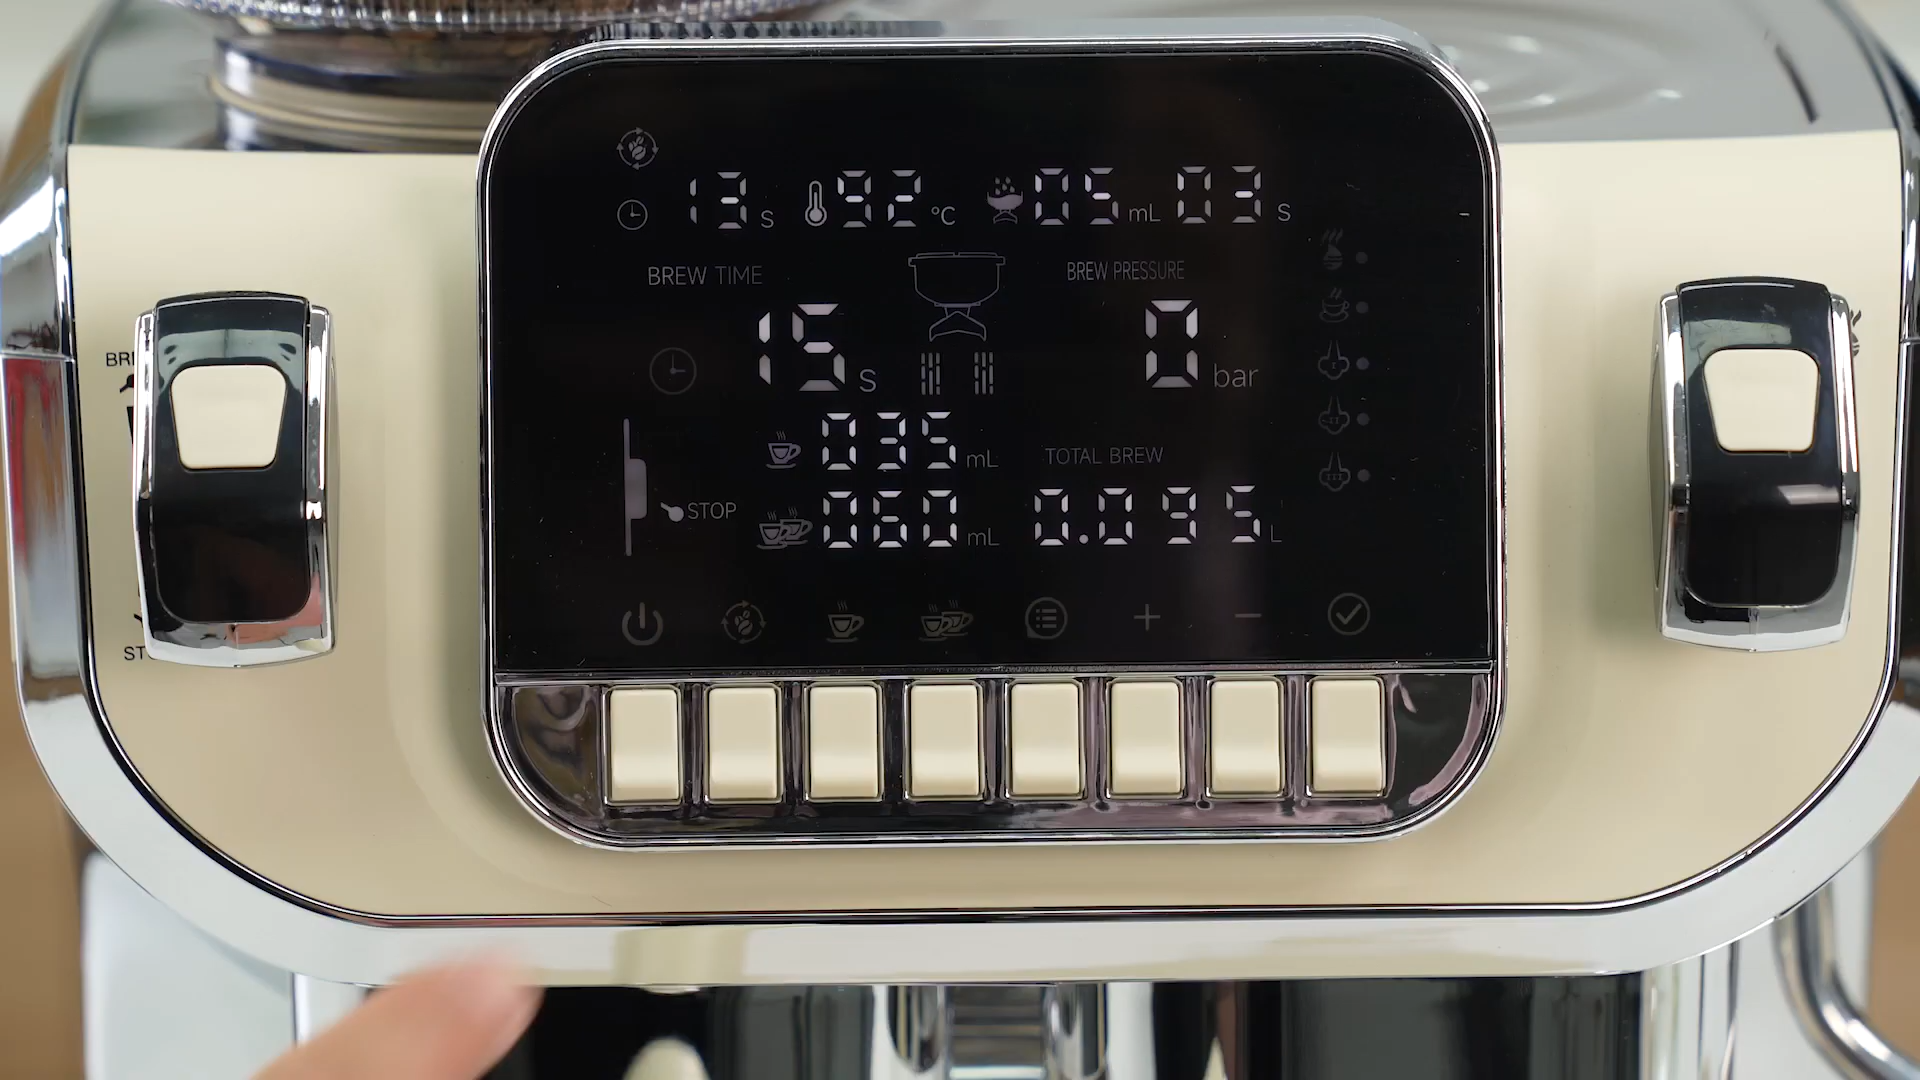 13 S 92 °C 05 mL 03 S
BREW TIME
BREW PRESSURE
15 S
0 bar
035 mL
TOTAL BREW
STOP
060 mL
0.095 L